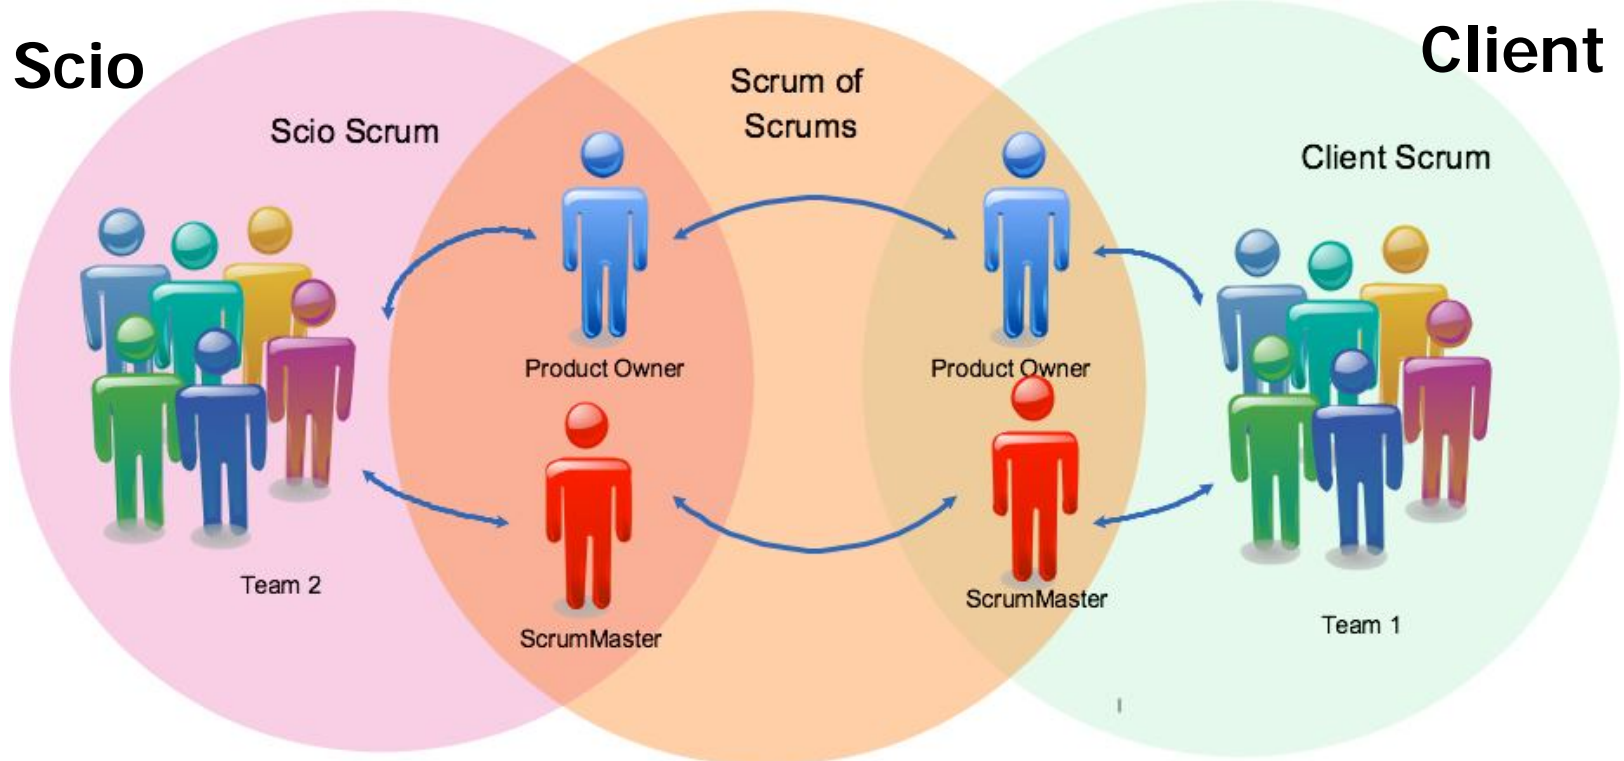 Scio
Client
Scrum of
Scrums
Scio Scrum
Client Scrum
Product Owner
Product Owner
Team 2
ScrumMaster
ScrumMaster
Team 1